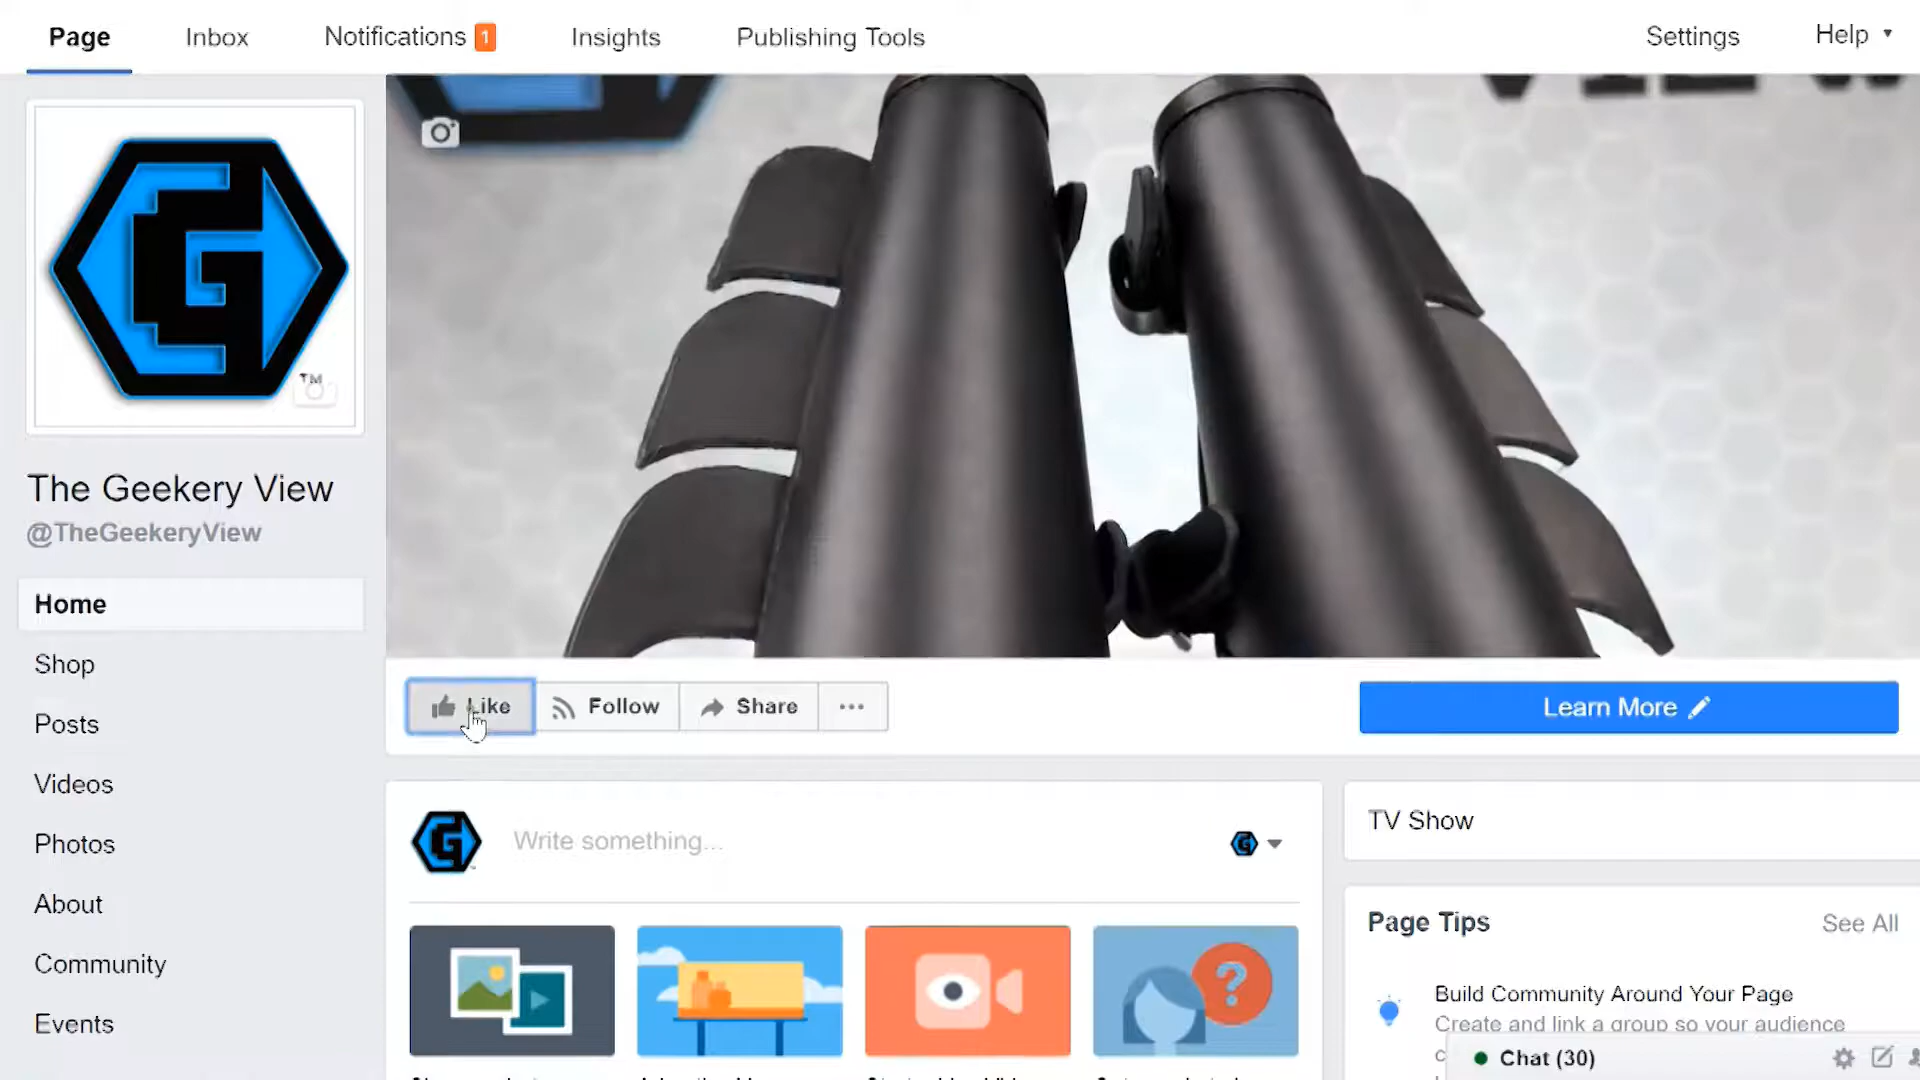 Page
Inbox
Notifications 1
Insights
Publishing Tools
Settings
Help
TM
The Geekery View
@TheGeekeryView
Home
Shop
Posts
Videos
Photos
About
Community
Events
Like
Follow
Share
Learn More
Write something...
TV Show
Page Tips
See All
Build Community Around Your Page
Create and link a group so your audience
Chat (30)